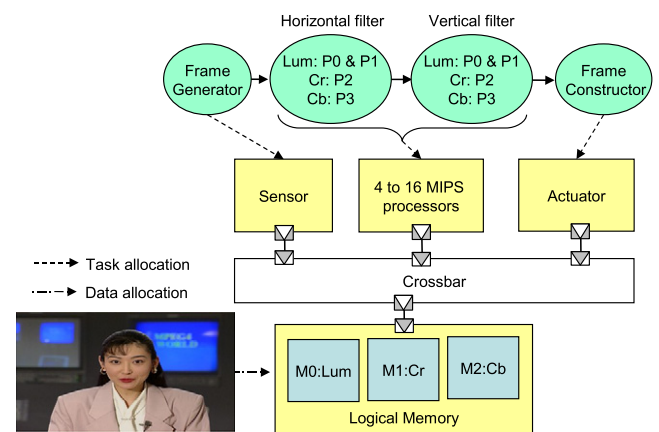 Horizontal filter
Vertical filter
Frame
Generator
Lum: P0 & P1
Cr: P2
Cb: P3
Lum: P0 & P1
Cr: P2
Cb: P3
Frame
Constructor
Sensor
4 to 16 MIPS
processors
Actuator
Task allocation
Data allocation
Crossbar
MPEG4
WORLD
M0:Lum
M1:Cr
M2:Cb
Logical Memory